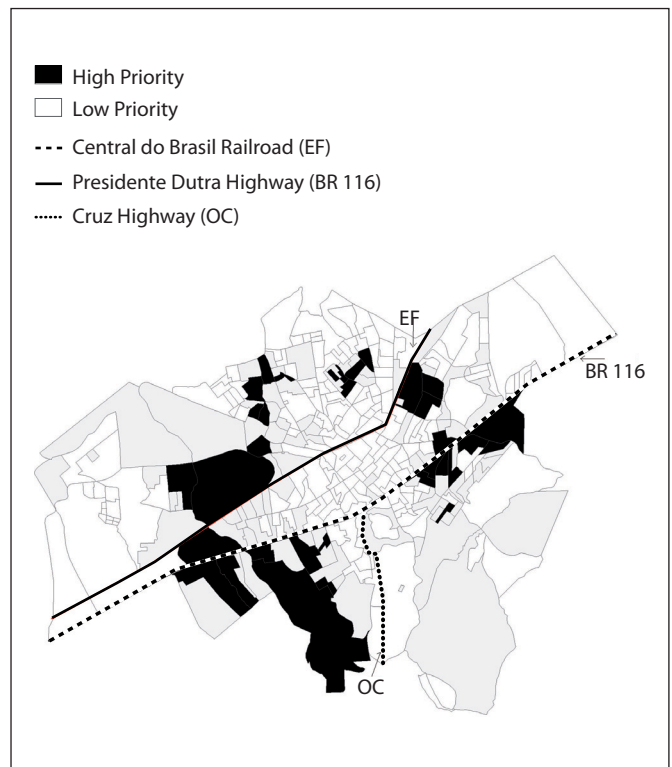 High Priority
Low Priority
Central do Brasil Railroad (EF)
Presidente Dutra Highway (BR 116)
Cruz Highway (OC)
EF
BR 116
OC